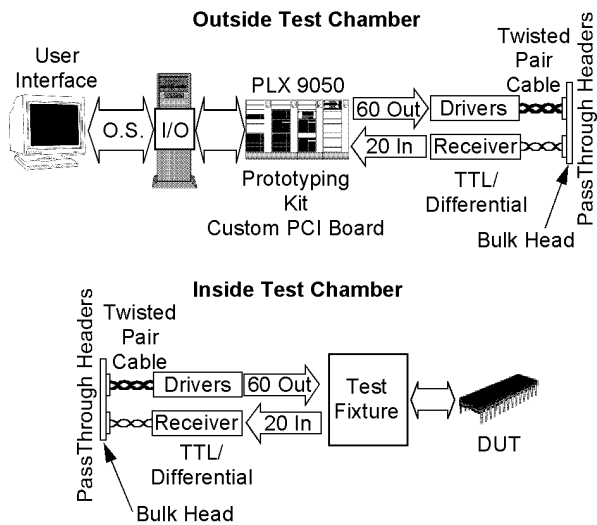 Outside Test Chamber
User
Interface
O.S.
I/O
PLX 9050
Prototyping
Kit
Custom PCI Board
60 Out
20 In
Drivers
Receiver
TTL/
Differential
Twisted
Pair
Cable
PassThrough Headers
Bulk Head
Inside Test Chamber
PassThrough Headers
Twisted
Pair
Cable
Drivers
Receiver
TTL/
Differential
60 Out
20 In
Test
Fixture
DUT
Bulk Head